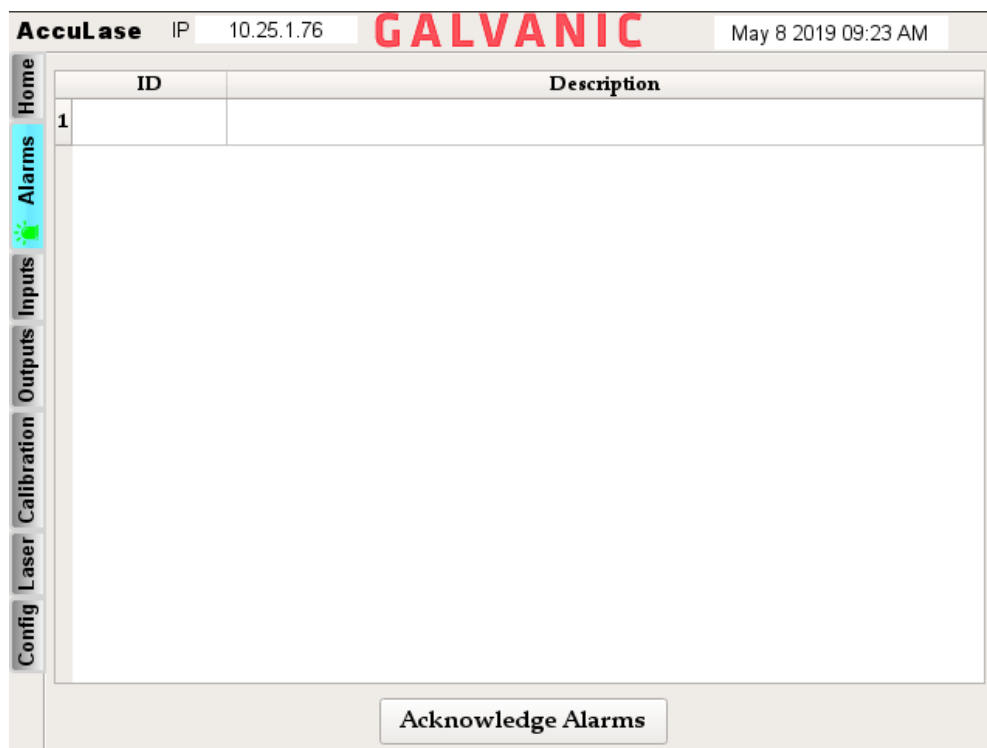 AccuLase IP 10.25.1.76 GALVANIC May 8 2019 09:23 AM
Home
Alarms
Inputs
Outputs
Calibration
Laser
Config
ID Description
1
Acknowledge Alarms